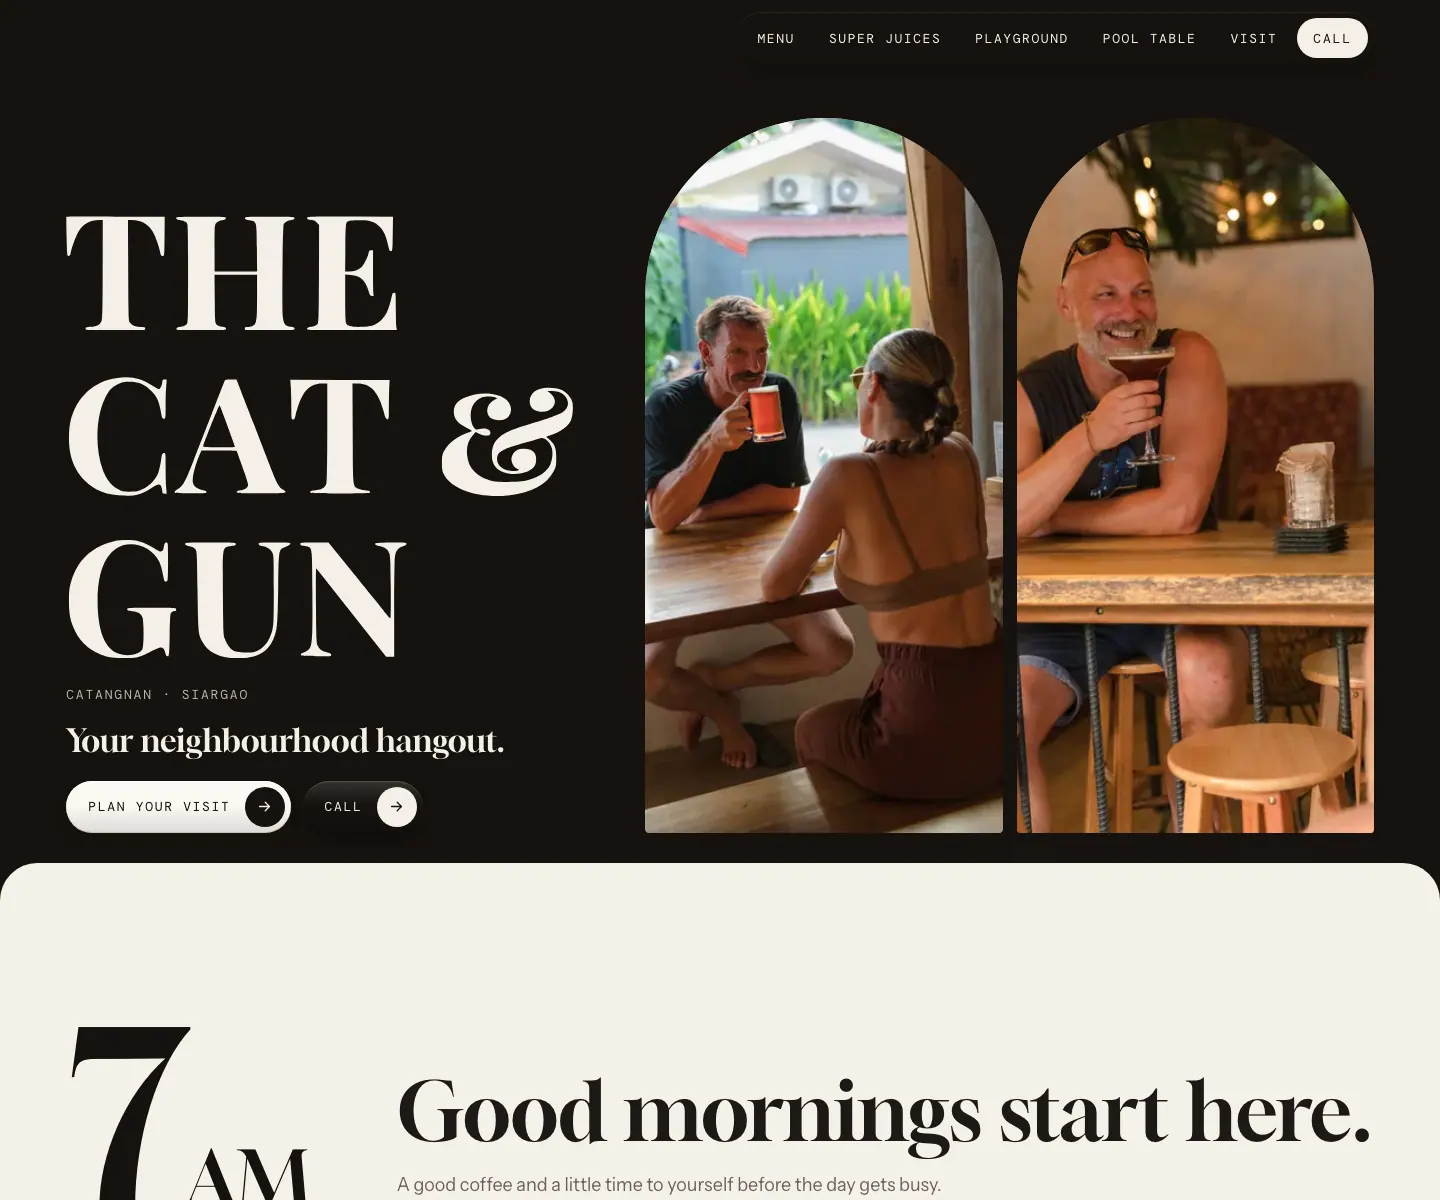 MENU SUPER JUICES PLAYGROUND POOL TABLE VISIT CALL
THE
CAT &
GUN
CATANGNAN · SIARGAO
Your neighbourhood hangout.
PLAN YOUR VISIT → CALL →
7 AM
Good mornings start here.
A good coffee and a little time to yourself before the day gets busy.